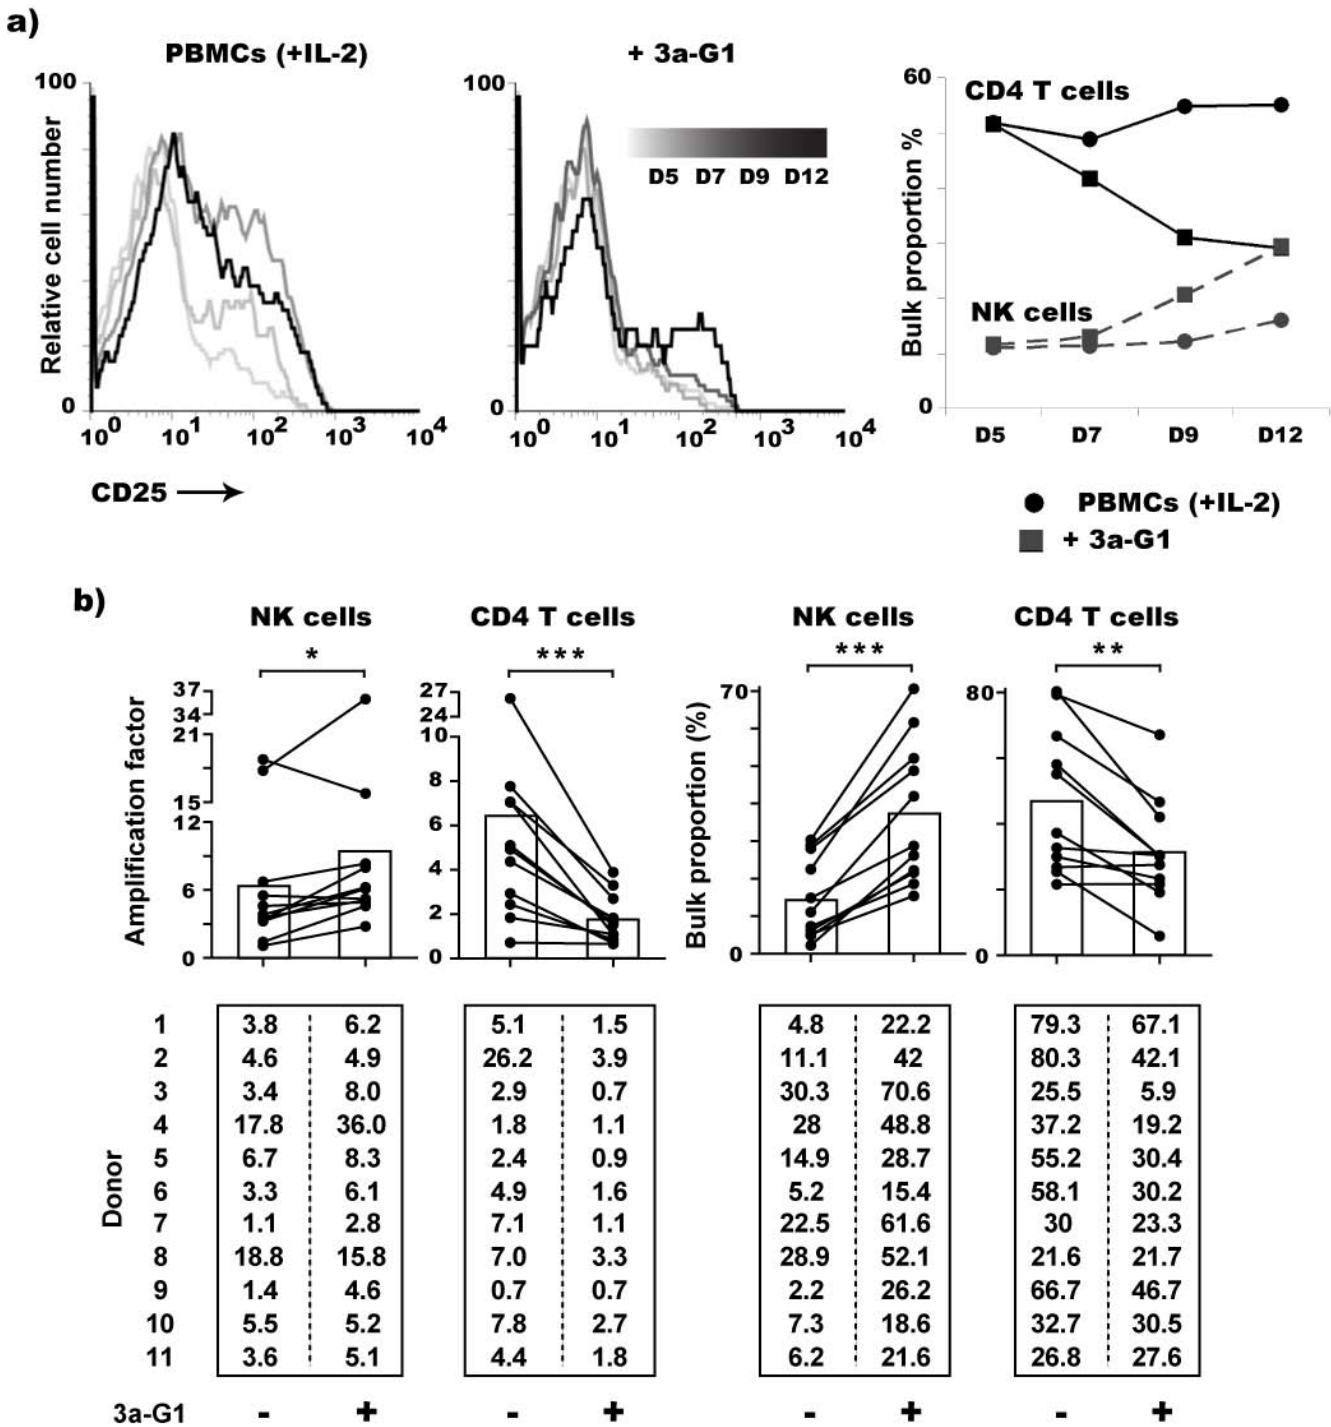 a)
PBMCs (+IL-2)
+ 3a-G1
100
Relative cell number
0
10^0 10^1 10^2 10^3 10^4
CD25
100
D5 D7 D9 D12
0
10^0 10^1 10^2 10^3 10^4
60
CD4 T cells
Bulk proportion %
NK cells
0
D5 D7 D9 D12
PBMCs (+IL-2)
+ 3a-G1
b)
NK cells CD4 T cells NK cells CD4 T cells
* *** *** **
Amplification factor
37
34
21
15
12
6
0
27
24
10
8
6
4
2
0
Bulk proportion (%)
70
0
80
0
Donor
1 3.8 6.2 5.1 1.5 4.8 22.2 79.3 67.1
2 4.6 4.9 26.2 3.9 11.1 42 80.3 42.1
3 3.4 8.0 2.9 0.7 30.3 70.6 25.5 5.9
4 17.8 36.0 1.8 1.1 28 48.8 37.2 19.2
5 6.7 8.3 2.4 0.9 14.9 28.7 55.2 30.4
6 3.3 6.1 4.9 1.6 5.2 15.4 58.1 30.2
7 1.1 2.8 7.1 1.1 22.5 61.6 30 23.3
8 18.8 15.8 7.0 3.3 28.9 52.1 21.6 21.7
9 1.4 4.6 0.7 0.7 2.2 26.2 66.7 46.7
10 5.5 5.2 7.8 2.7 7.3 18.6 32.7 30.5
11 3.6 5.1 4.4 1.8 6.2 21.6 26.8 27.6
3a-G1 - + - + - + - +